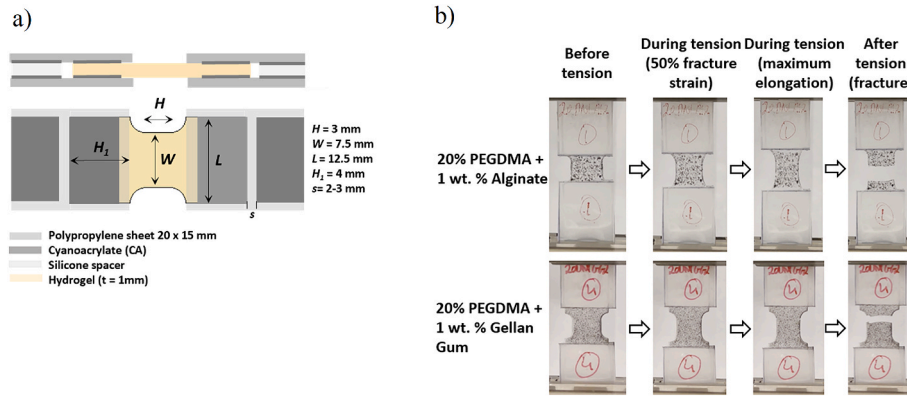 a)
H
H₁
W
L
s
H = 3 mm
W = 7.5 mm
L = 12.5 mm
H₁ = 4 mm
s= 2-3 mm
Polypropylene sheet 20 x 15 mm
Cyanoacrylate (CA)
Silicone spacer
Hydrogel (t = 1mm)
b)
Before
tension
During tension
(50% fracture
strain)
During tension
(maximum
elongation)
After
tension
(fracture
20% PEGDMA +
1 wt. % Alginate
20% PEGDMA +
1 wt. % Gellan
Gum